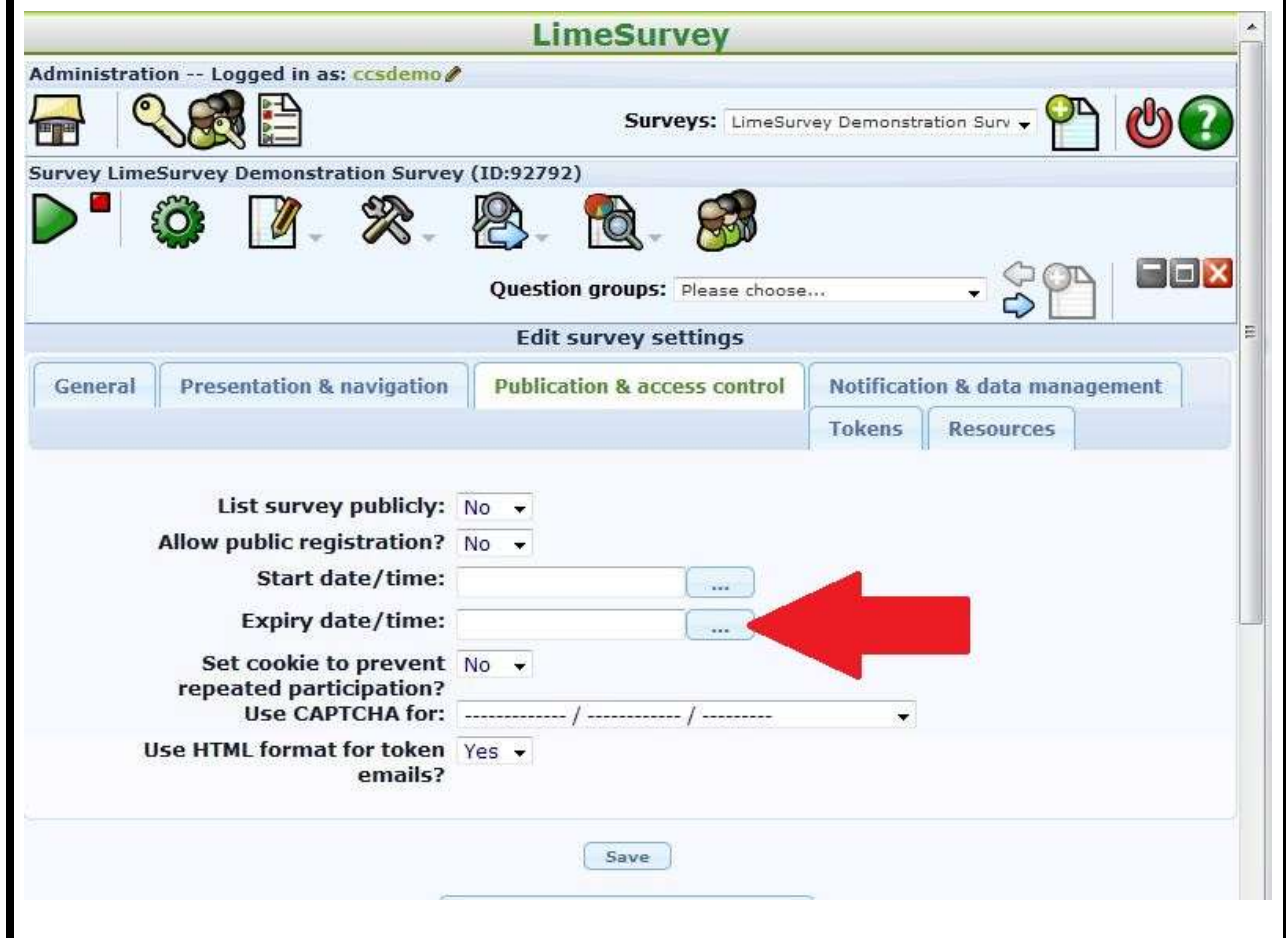 LimeSurvey
Administration -- Logged in as: ccsdemo
Surveys: LimeSurvey Demonstration Surv
Survey LimeSurvey Demonstration Survey (ID:92792)
Question groups: Please choose...
Edit survey settings
General Presentation & navigation Publication & access control Notification & data management
Tokens Resources
List survey publicly: No
Allow public registration? No
Start date/time: ...
Expiry date/time: ...
Set cookie to prevent No
repeated participation?
Use CAPTCHA for: ------------- / ------------ / ---------
Use HTML format for token Yes
emails?
Save